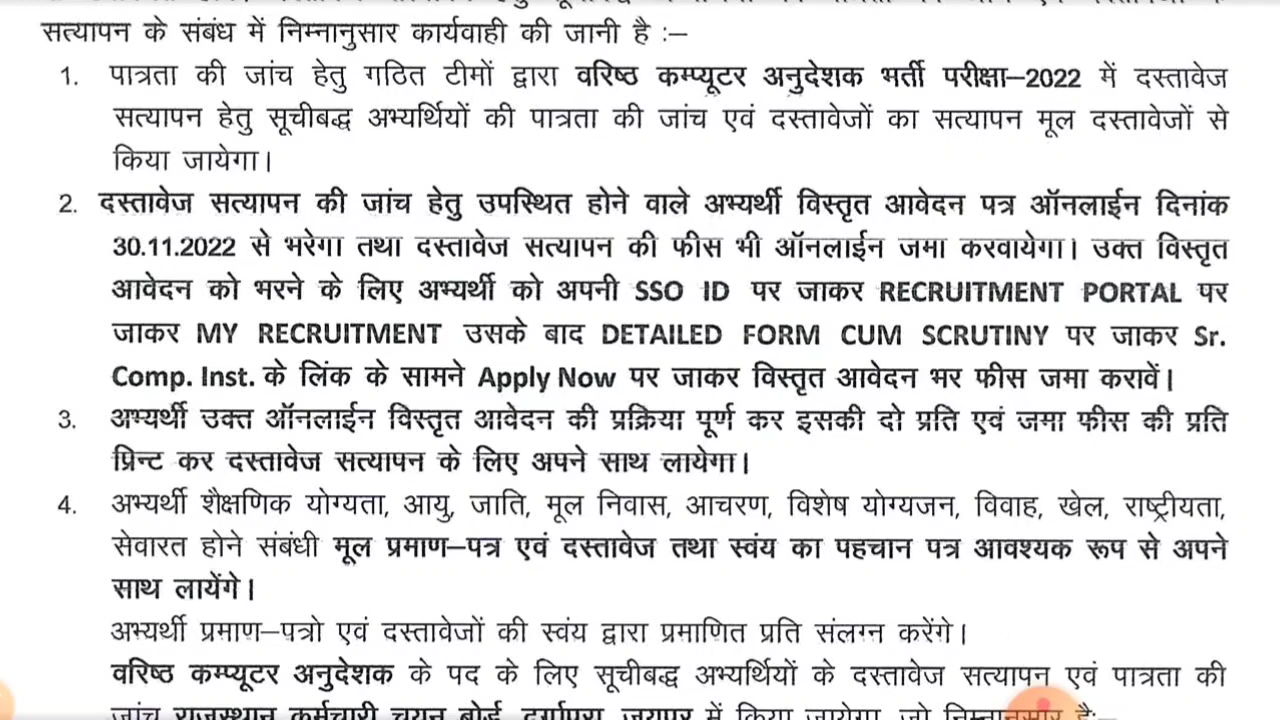 सत्यापन के संबंध में निम्नानुसार कार्यवाही की जानी है :–
1. पात्रता की जांच हेतु गठित टीमों द्वारा वरिष्ठ कम्प्यूटर अनुदेशक भर्ती परीक्षा–2022 में दस्तावेज
सत्यापन हेतु सूचीबद्ध अभ्यर्थियों की पात्रता की जांच एवं दस्तावेजों का सत्यापन मूल दस्तावेजों से
किया जायेगा।
2. दस्तावेज सत्यापन की जांच हेतु उपस्थित होने वाले अभ्यर्थी विस्तृत आवेदन पत्र ऑनलाईन दिनांक
30.11.2022 से भरेगा तथा दस्तावेज सत्यापन की फीस भी ऑनलाईन जमा करवायेगा। उक्त विस्तृत
आवेदन को भरने के लिए अभ्यर्थी को अपनी SSO ID पर जाकर RECRUITMENT PORTAL पर
जाकर MY RECRUITMENT उसके बाद DETAILED FORM CUM SCRUTINY पर जाकर Sr.
Comp. Inst. के लिंक के सामने Apply Now पर जाकर विस्तृत आवेदन भर फीस जमा करावें।
3. अभ्यर्थी उक्त ऑनलाईन विस्तृत आवेदन की प्रक्रिया पूर्ण कर इसकी दो प्रति एवं जमा फीस की प्रति
प्रिन्ट कर दस्तावेज सत्यापन के लिए अपने साथ लायेगा।
4. अभ्यर्थी शैक्षणिक योग्यता, आयु, जाति, मूल निवास, आचरण, विशेष योग्यजन, विवाह, खेल, राष्ट्रीयता,
सेवारत होने संबंधी मूल प्रमाण–पत्र एवं दस्तावेज तथा स्वंय का पहचान पत्र आवश्यक रूप से अपने
साथ लायेंगे।
अभ्यर्थी प्रमाण–पत्रो एवं दस्तावेजों की स्वंय द्वारा प्रमाणित प्रति संलग्न करेंगे।
वरिष्ठ कम्प्यूटर अनुदेशक के पद के लिए सूचीबद्ध अभ्यर्थियों के दस्तावेज सत्यापन एवं पात्रता की
जांच राजस्थान कर्मचारी चयन बोर्ड, दुर्गापुरा, जयपुर में किया जायेगा, जो निम्नानुसार है:–